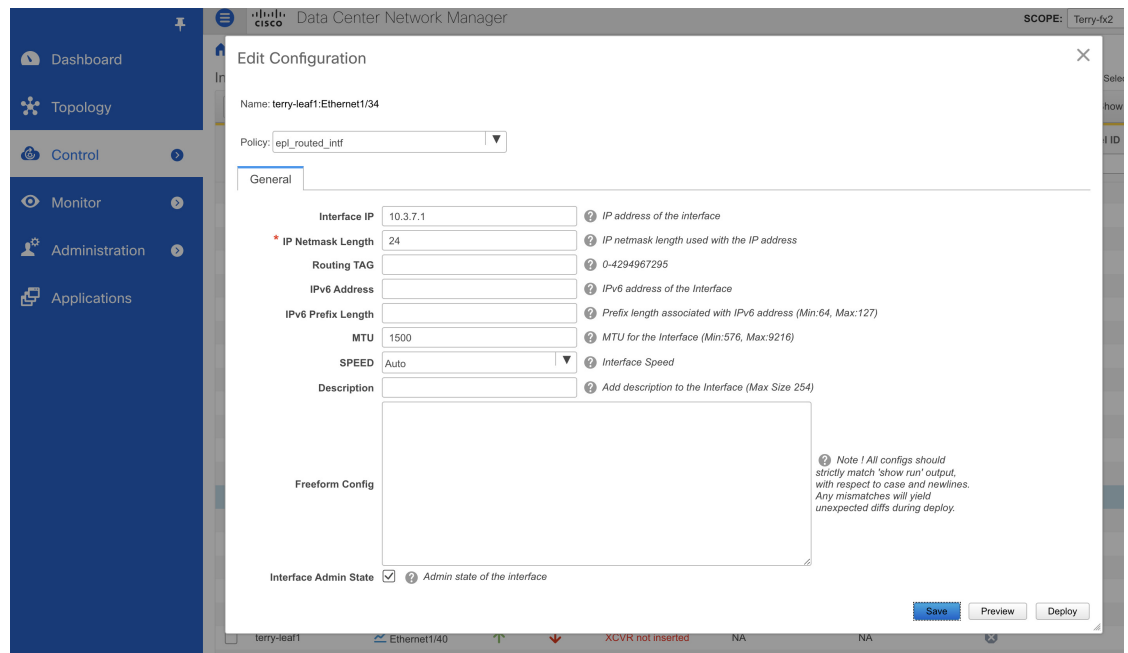 cisco Data Center Network Manager
SCOPE: Terry-fx2
Dashboard
Topology
Control
Monitor
Administration
Applications
Edit Configuration
Name: terry-leaf1:Ethernet1/34
Policy: epl_routed_intf
General
Interface IP 10.3.7.1 ? IP address of the interface
* IP Netmask Length 24 ? IP netmask length used with the IP address
Routing TAG ? 0-4294967295
IPv6 Address ? IPv6 address of the Interface
IPv6 Prefix Length ? Prefix length associated with IPv6 address (Min:64, Max:127)
MTU 1500 ? MTU for the Interface (Min:576, Max:9216)
SPEED Auto ? Interface Speed
Description ? Add description to the Interface (Max Size 254)
Freeform Config
? Note ! All configs should
strictly match 'show run' output,
with respect to case and newlines.
Any mismatches will yield
unexpected diffs during deploy.
Interface Admin State ? Admin state of the interface
Save Preview Deploy
terry-leaf1 Ethernet1/40 XCVR not inserted NA NA